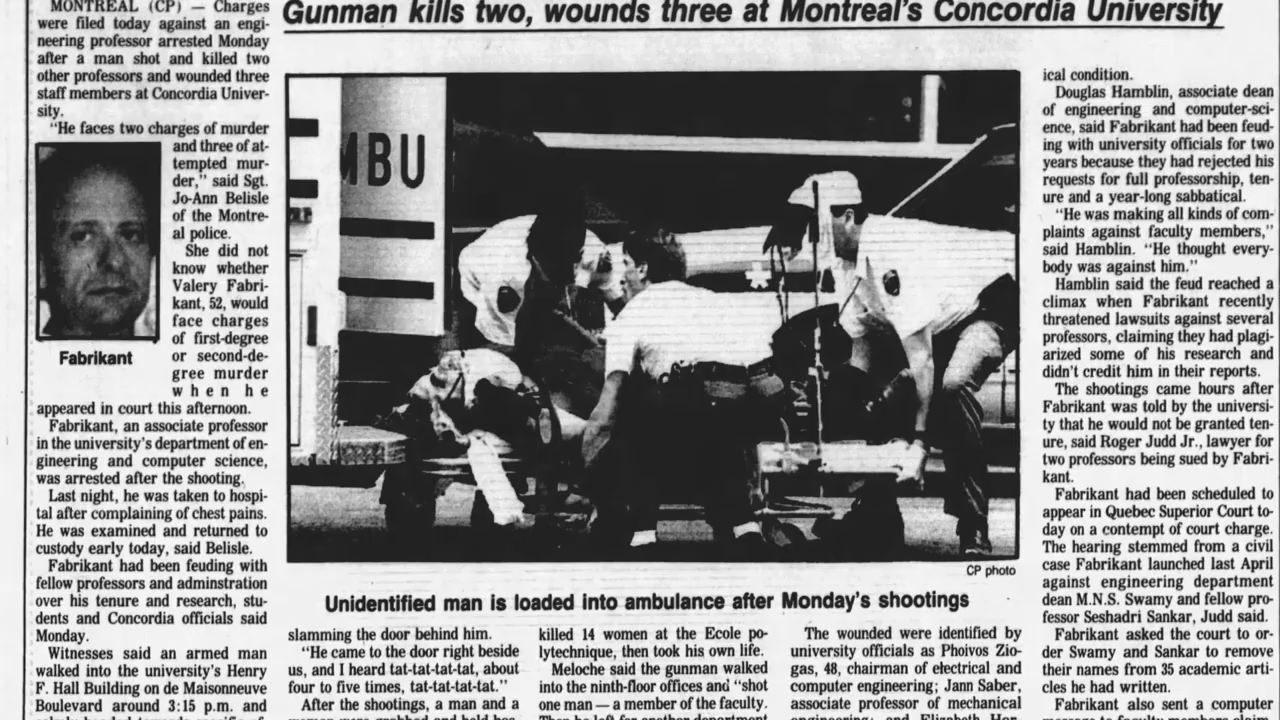 Gunman kills two, wounds three at Montreal's Concordia University
MONTREAL (CP) — Charges
were filed today against an engi-
neering professor arrested Monday
after a man shot and killed two
other professors and wounded three
staff members at Concordia Univer-
sity.
"He faces two charges of murder
and three of at-
tempted mur-
der," said Sgt.
Jo-Ann Belisle
of the Montre-
al police.
She did not
know whether
Valery Fabri-
kant, 52, would
face charges
of first-degree
or second-de-
gree murder
when he
Fabrikant
appeared in court this afternoon.
Fabrikant, an associate professor
in the university's department of en-
gineering and computer science,
was arrested after the shooting.
Last night, he was taken to hospi-
tal after complaining of chest pains.
He was examined and returned to
custody early today, said Belisle.
Fabrikant had been feuding with
fellow professors and adminstration
over his tenure and research, stu-
dents and Concordia officials said
Monday.
Witnesses said an armed man
walked into the university's Henry
F. Hall Building on de Maisonneuve
Boulevard around 3:15 p.m. and
MBU
CP photo
Unidentified man is loaded into ambulance after Monday's shootings
slamming the door behind him.
"He came to the door right beside
us, and I heard tat-tat-tat-tat, about
four to five times, tat-tat-tat-tat."
After the shootings, a man and a
killed 14 women at the Ecole po-
lytechnique, then took his own life.
Meloche said the gunman walked
into the ninth-floor offices and "shot
one man — a member of the faculty.
Then he left for another department
The wounded were identified by
university officials as Phoivos Zio-
gas, 48, chairman of electrical and
computer engineering; Jann Saber,
associate professor of mechanical
engineering; and Elizabeth Hor-
ical condition.
Douglas Hamblin, associate dean
of engineering and computer-sci-
ence, said Fabrikant had been feud-
ing with university officials for two
years because they had rejected his
requests for full professorship, ten-
ure and a year-long sabbatical.
"He was making all kinds of com-
plaints against faculty members,"
said Hamblin. "He thought every-
body was against him."
Hamblin said the feud reached a
climax when Fabrikant recently
threatened lawsuits against several
professors, claiming they had plagi-
arized some of his research and
didn't credit him in their reports.
The shootings came hours after
Fabrikant was told by the universi-
ty that he would not be granted ten-
ure, said Roger Judd Jr., lawyer for
two professors being sued by Fabri-
kant.
Fabrikant had been scheduled to
appear in Quebec Superior Court to-
day on a contempt of court charge.
The hearing stemmed from a civil
case Fabrikant launched last April
against engineering department
dean M.N.S. Swamy and fellow pro-
fessor Seshadri Sankar, Judd said.
Fabrikant asked the court to or-
der Swamy and Sankar to remove
their names from 35 academic arti-
cles he had written.
Fabrikant also sent a computer